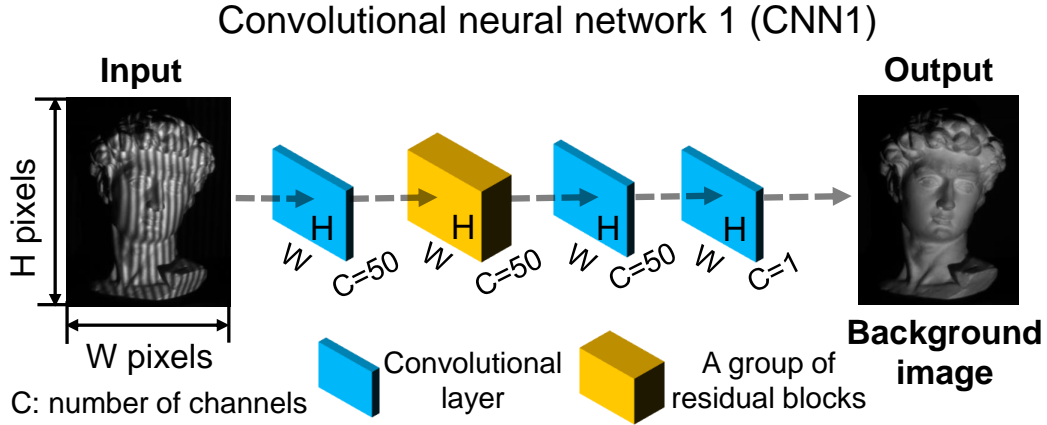 Convolutional neural network 1 (CNN1)
Input
Output
H pixels
W pixels
H
W
C=50
H
W
C=50
H
W
C=50
H
W
C=1
Background
image
C: number of channels
Convolutional
layer
A group of
residual blocks